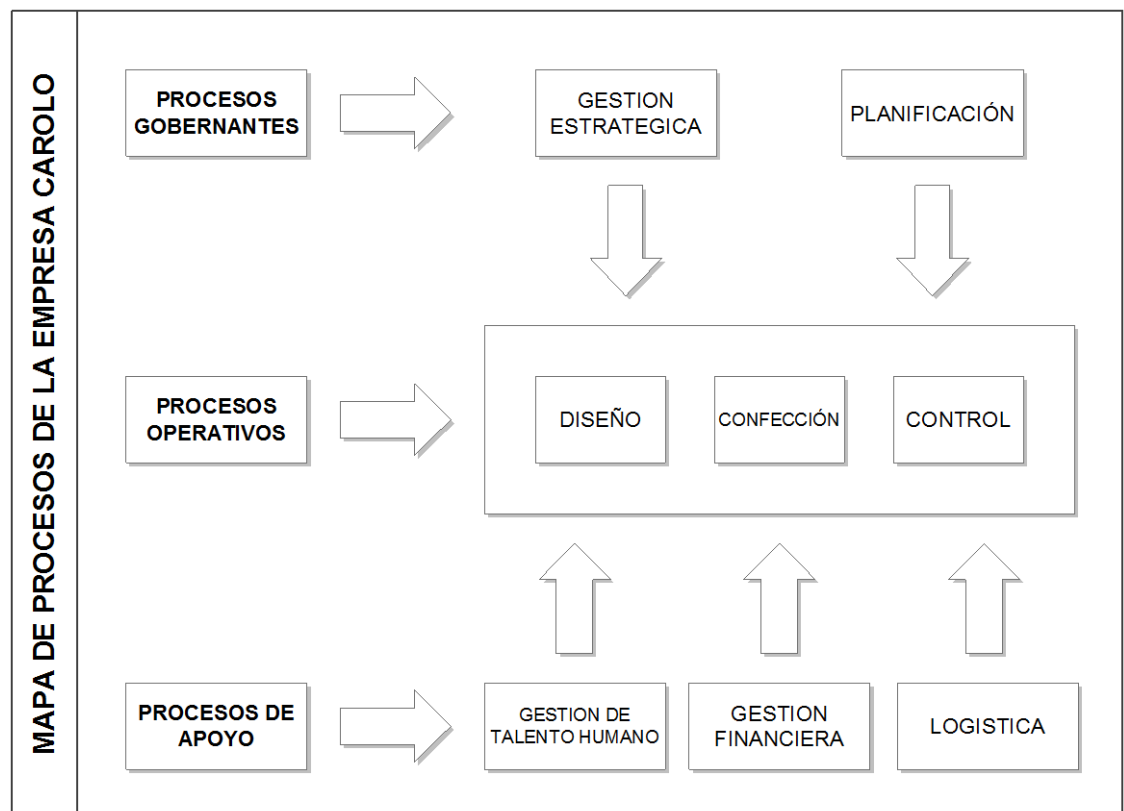 MAPA DE PROCESOS DE LA EMPRESA CAROLO
PROCESOS
GOBERNANTES
GESTION
ESTRATEGICA
PLANIFICACIÓN
PROCESOS
OPERATIVOS
DISEÑO
CONFECCIÓN
CONTROL
PROCESOS DE
APOYO
GESTION DE
TALENTO HUMANO
GESTION
FINANCIERA
LOGISTICA